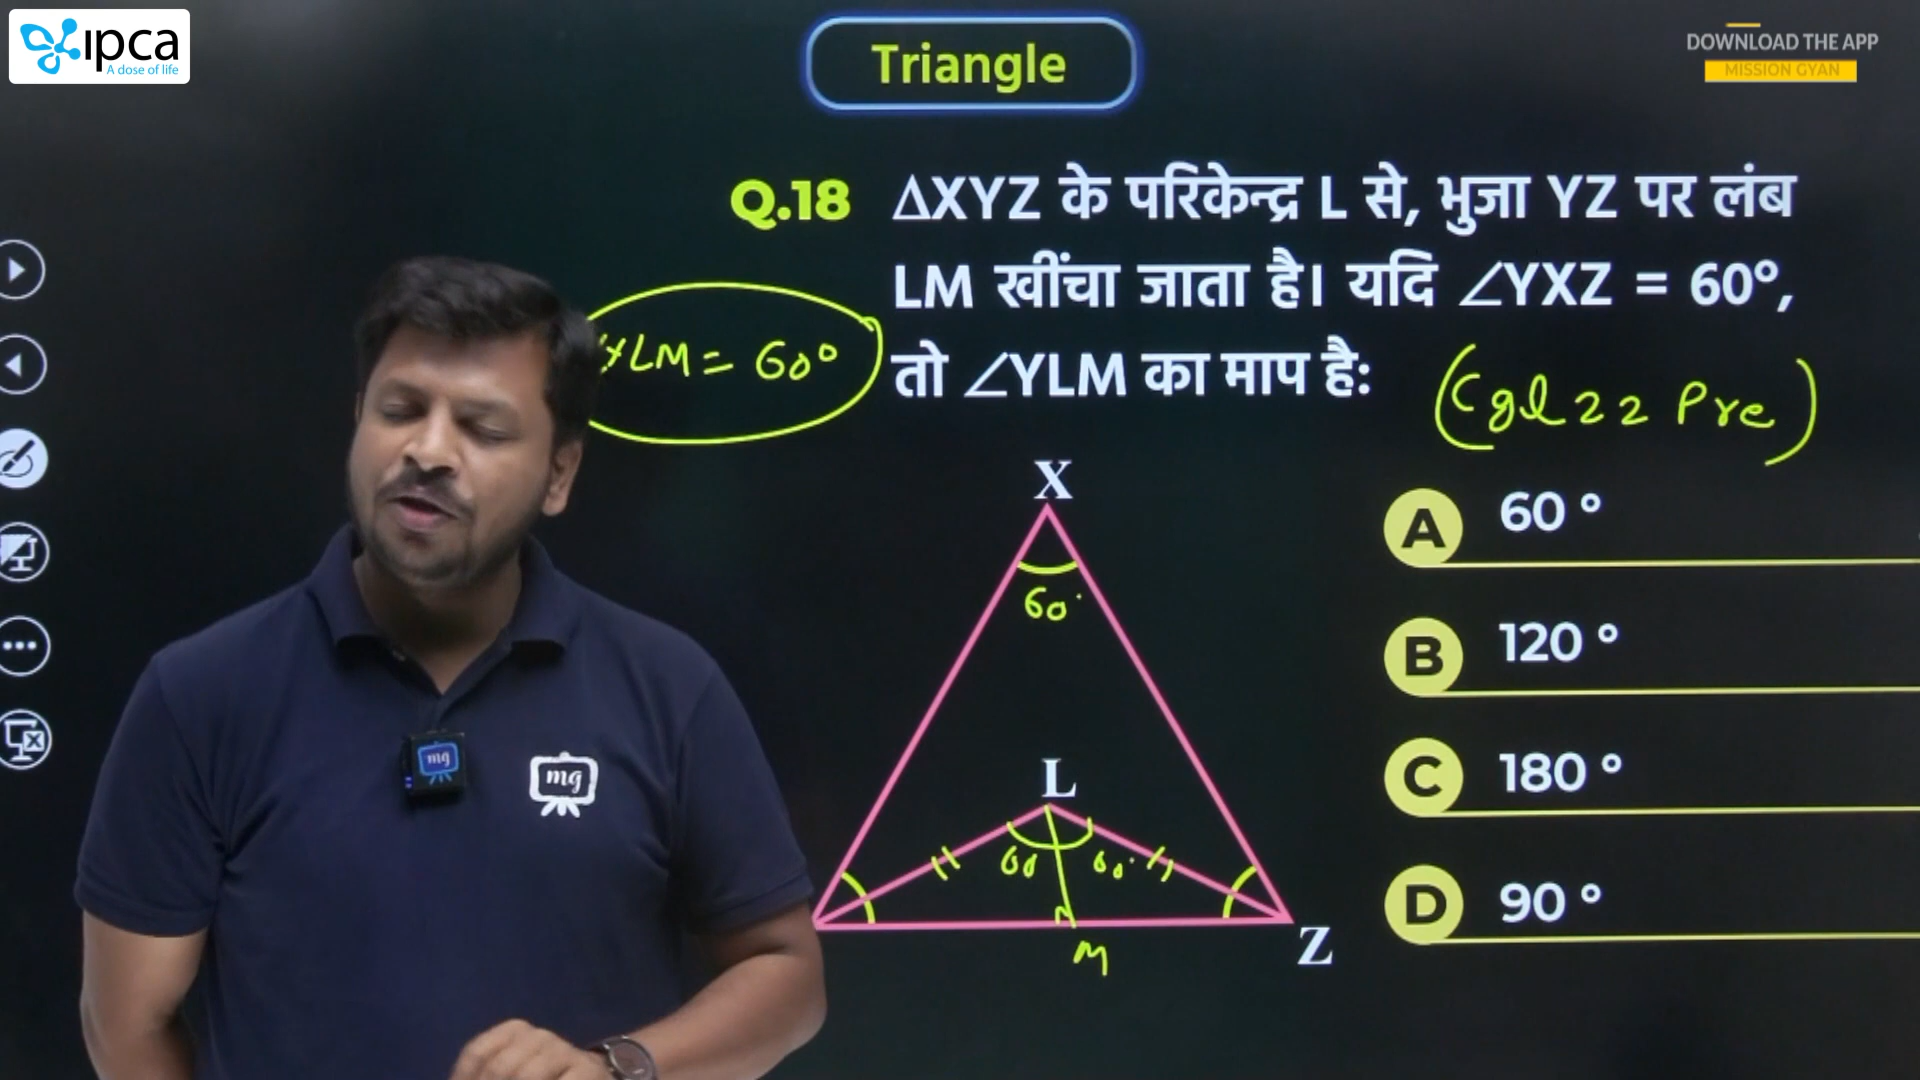 ipca
A dose of life
Triangle
DOWNLOAD THE APP
MISSION GYAN
Q.18 ΔXYZ के परिकेन्द्र L से, भुजा YZ पर लंब
LM खींचा जाता है। यदि ∠YXZ = 60°,
तो ∠YLM का माप है:
YLM = 60°
(Cgl 22 Pre)
X
60°
L
60 60°
M
Z
A 60 °
B 120 °
C 180 °
D 90 °
mg
mg